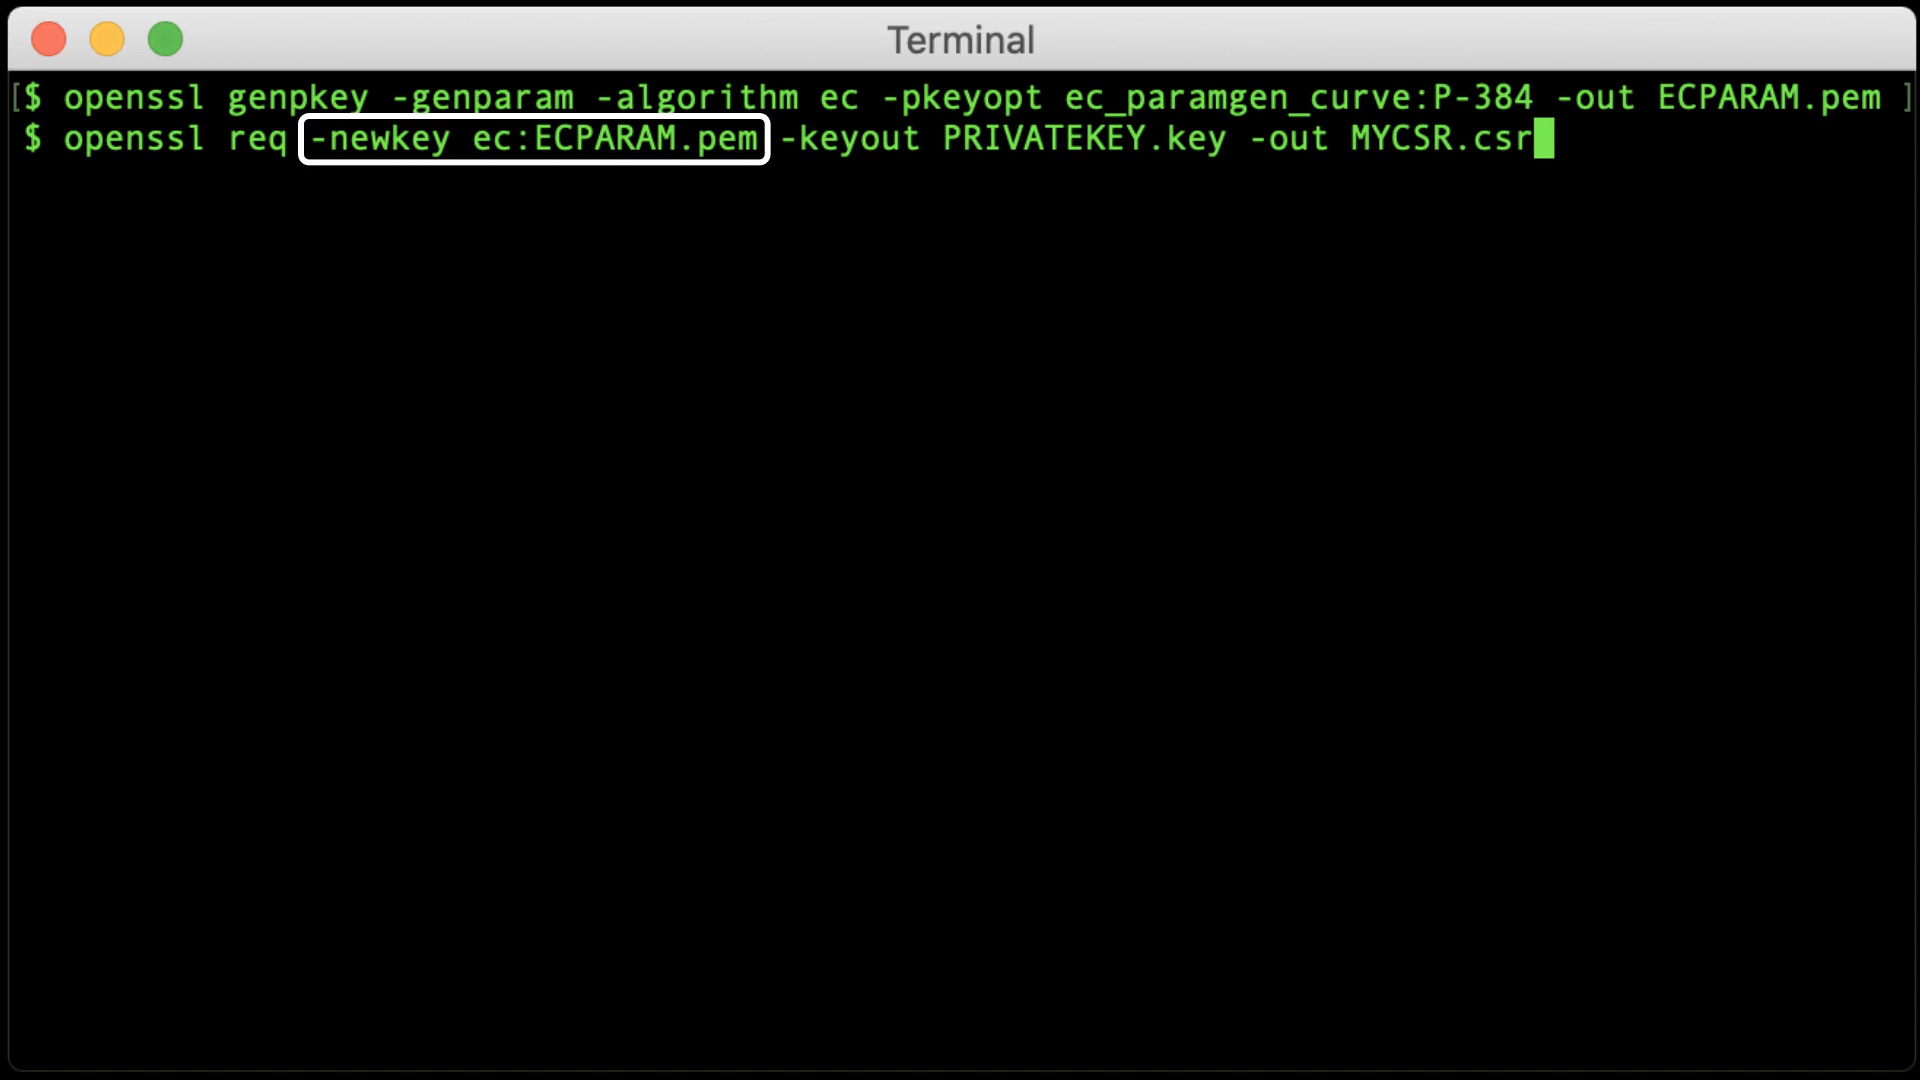 Terminal
[$ openssl genpkey -genparam -algorithm ec -pkeyopt ec_paramgen_curve:P-384 -out ECPARAM.pem ]
$ openssl req -newkey ec:ECPARAM.pem -keyout PRIVATEKEY.key -out MYCSR.csr